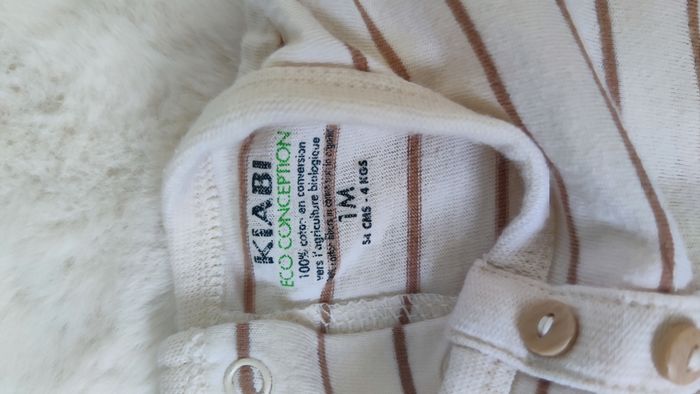 KIABI
ECO CONCEPTION
100% coton en conversion
vers l'agriculture biologique
1M
54 CMS - 4 KGS